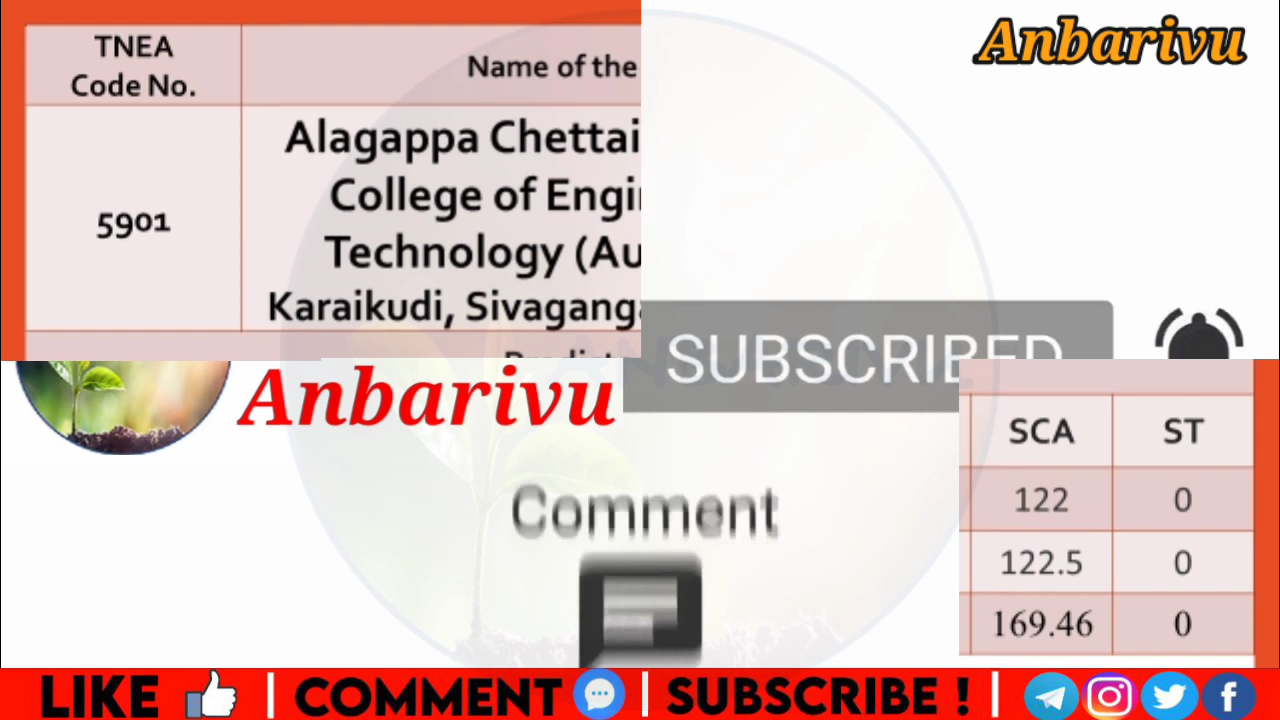 TNEA
Code No.
Name of the
Anbarivu
5901
Alagappa Chettai
College of Engi
Technology (Au
Karaikudi, Sivagang
SUBSCRIBED
Anbarivu
SCA ST
122 0
122.5 0
169.46 0
Comment
LIKE | COMMENT | SUBSCRIBE ! |